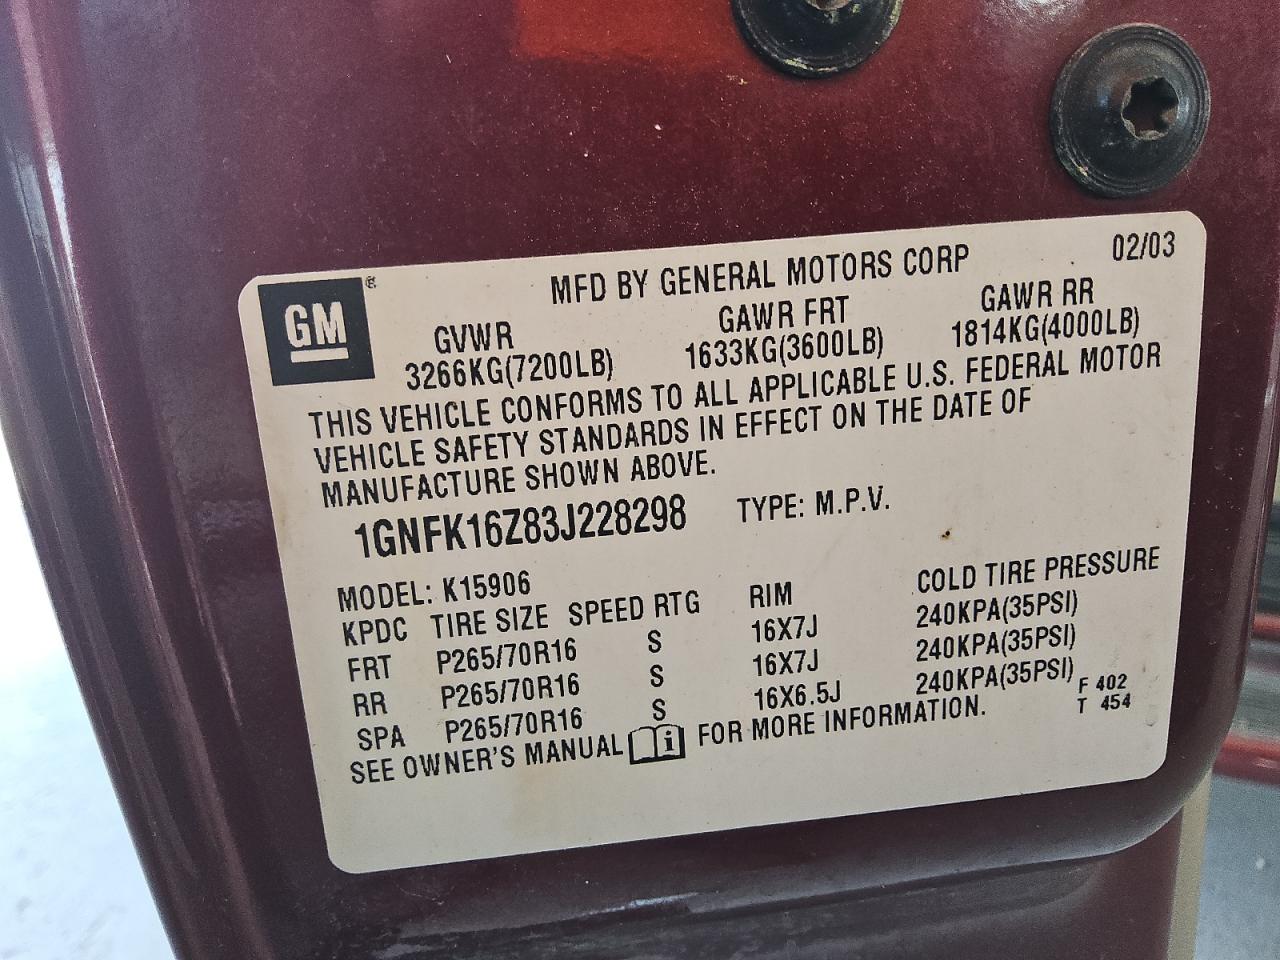 GM®
MFD BY GENERAL MOTORS CORP 02/03
GVWR GAWR FRT GAWR RR
3266KG(7200LB) 1633KG(3600LB) 1814KG(4000LB)
THIS VEHICLE CONFORMS TO ALL APPLICABLE U.S. FEDERAL MOTOR
VEHICLE SAFETY STANDARDS IN EFFECT ON THE DATE OF
MANUFACTURE SHOWN ABOVE.
1GNFK16Z83J228298 TYPE: M.P.V.
MODEL: K15906
KPDC TIRE SIZE SPEED RTG RIM COLD TIRE PRESSURE
FRT P265/70R16 S 16X7J 240KPA(35PSI)
RR P265/70R16 S 16X7J 240KPA(35PSI)
SPA P265/70R16 S 16X6.5J 240KPA(35PSI)
SEE OWNER'S MANUAL i FOR MORE INFORMATION.
F 402
T 454